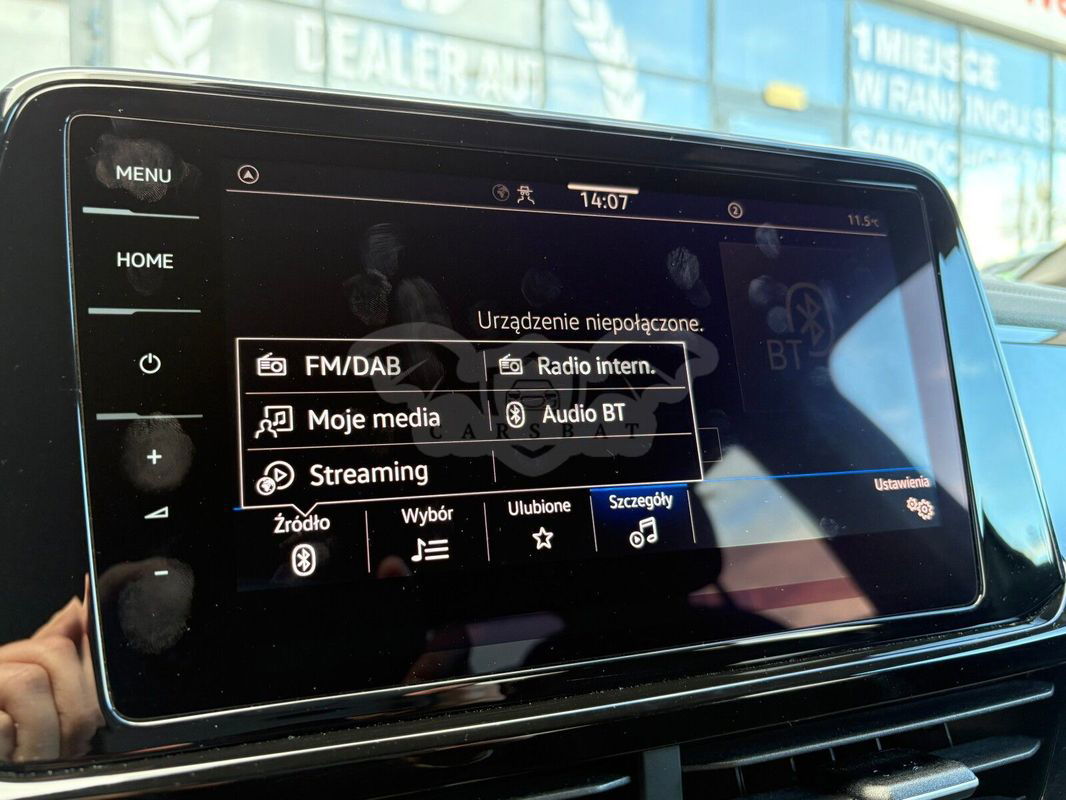 DEALER AUT
1 MIEJSCE
W RANKINGU
MENU
HOME
+
-
14:07
2
11.5°C
Urządzenie niepołączone.
BT
FM/DAB
Radio intern.
Moje media
Audio BT
CARSBAT
Streaming
Źródło
Wybór
Ulubione
Szczegóły
Ustawienia